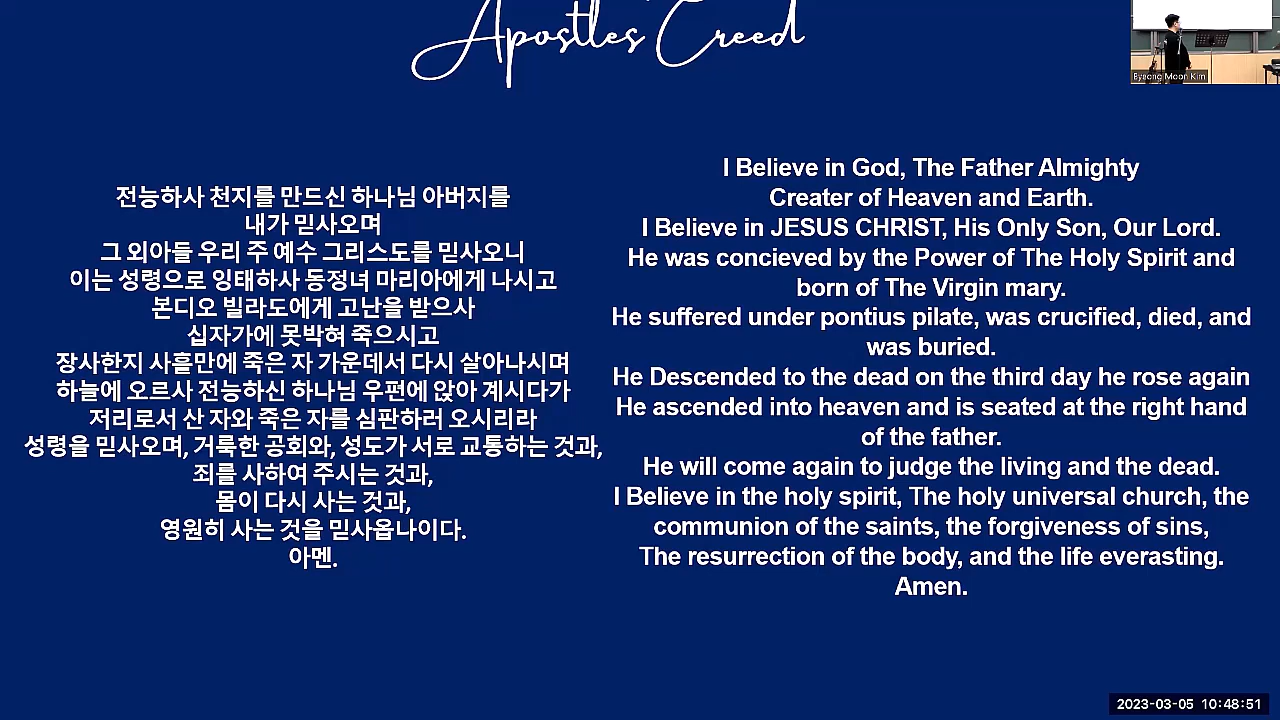 Apostles Creed
Byeong Moon Kim
전능하사 천지를 만드신 하나님 아버지를
내가 믿사오며
그 외아들 우리 주 예수 그리스도를 믿사오니
이는 성령으로 잉태하사 동정녀 마리아에게 나시고
본디오 빌라도에게 고난을 받으사
십자가에 못박혀 죽으시고
장사한지 사흘만에 죽은 자 가운데서 다시 살아나시며
하늘에 오르사 전능하신 하나님 우편에 앉아 계시다가
저리로서 산 자와 죽은 자를 심판하러 오시리라
성령을 믿사오며, 거룩한 공회와, 성도가 서로 교통하는 것과,
죄를 사하여 주시는 것과,
몸이 다시 사는 것과,
영원히 사는 것을 믿사옵나이다.
아멘.
I Believe in God, The Father Almighty
Creater of Heaven and Earth.
I Believe in JESUS CHRIST, His Only Son, Our Lord.
He was concieved by the Power of The Holy Spirit and
born of The Virgin mary.
He suffered under pontius pilate, was crucified, died, and
was buried.
He Descended to the dead on the third day he rose again
He ascended into heaven and is seated at the right hand
of the father.
He will come again to judge the living and the dead.
I Believe in the holy spirit, The holy universal church, the
communion of the saints, the forgiveness of sins,
The resurrection of the body, and the life everasting.
Amen.
2023-03-05 10:48:51